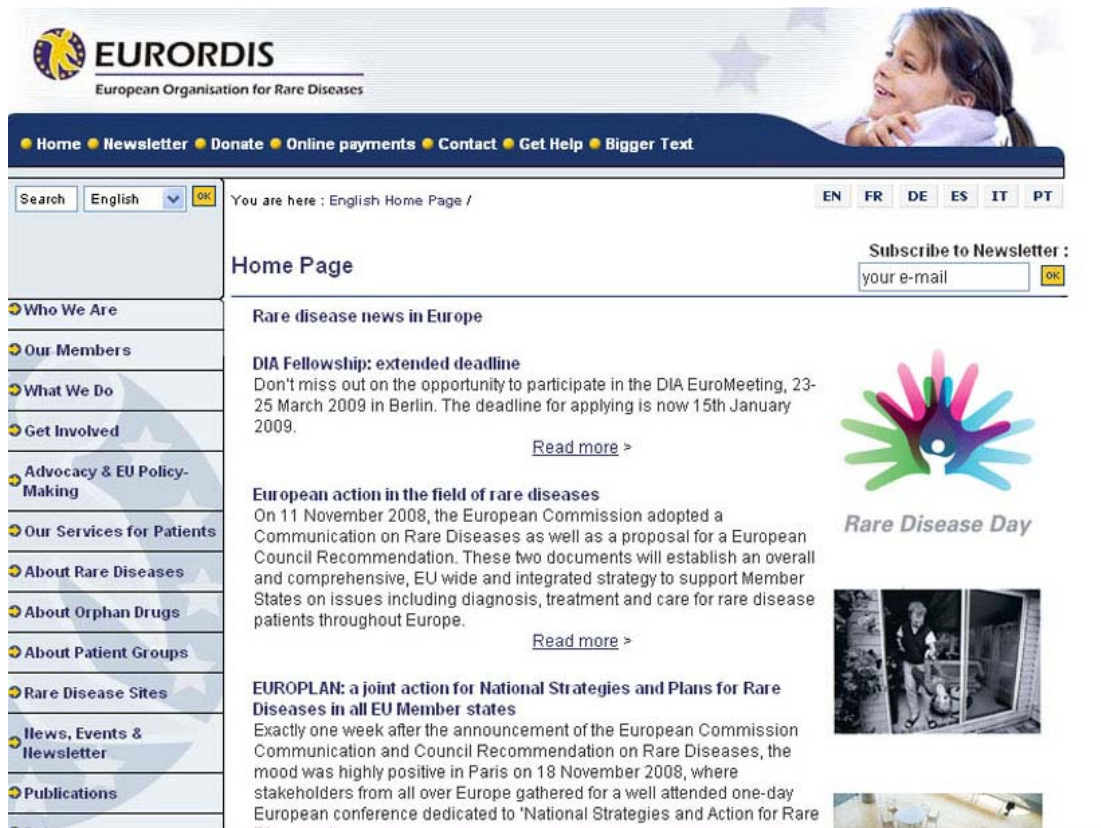 EURORDIS
European Organisation for Rare Diseases
Home Newsletter Donate Online payments Contact Get Help Bigger Text
Search English OK
You are here : English Home Page /
EN FR DE ES IT PT
Home Page
Subscribe to Newsletter :
your e-mail OK
Who We Are
Our Members
What We Do
Get Involved
Advocacy & EU Policy-
Making
Our Services for Patients
About Rare Diseases
About Orphan Drugs
About Patient Groups
Rare Disease Sites
News, Events &
Newsletter
Publications
Rare disease news in Europe
DIA Fellowship: extended deadline
Don't miss out on the opportunity to participate in the DIA EuroMeeting, 23-
25 March 2009 in Berlin. The deadline for applying is now 15th January
2009.
Read more >
European action in the field of rare diseases
On 11 November 2008, the European Commission adopted a
Communication on Rare Diseases as well as a proposal for a European
Council Recommendation. These two documents will establish an overall
and comprehensive, EU wide and integrated strategy to support Member
States on issues including diagnosis, treatment and care for rare disease
patients throughout Europe.
Read more >
EUROPLAN: a joint action for National Strategies and Plans for Rare
Diseases in all EU Member states
Exactly one week after the announcement of the European Commission
Communication and Council Recommendation on Rare Diseases, the
mood was highly positive in Paris on 18 November 2008, where
stakeholders from all over Europe gathered for a well attended one-day
European conference dedicated to 'National Strategies and Action for Rare
Rare Disease Day